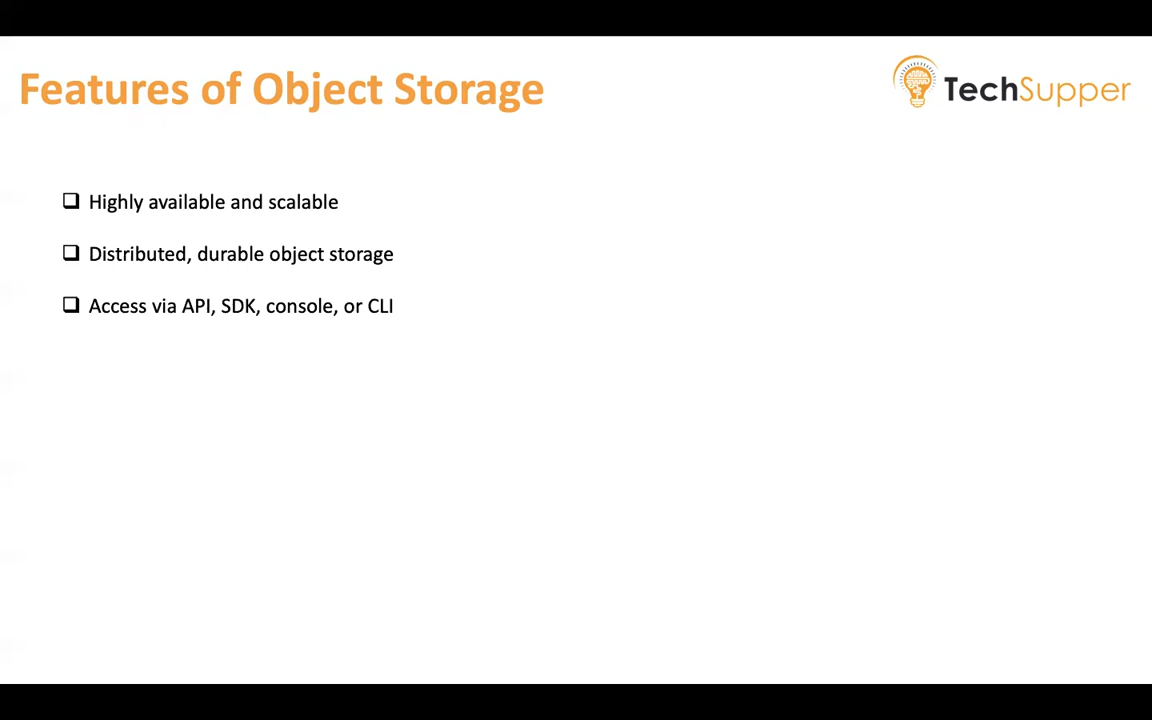 Features of Object Storage
TechSupper
❑ Highly available and scalable
❑ Distributed, durable object storage
❑ Access via API, SDK, console, or CLI